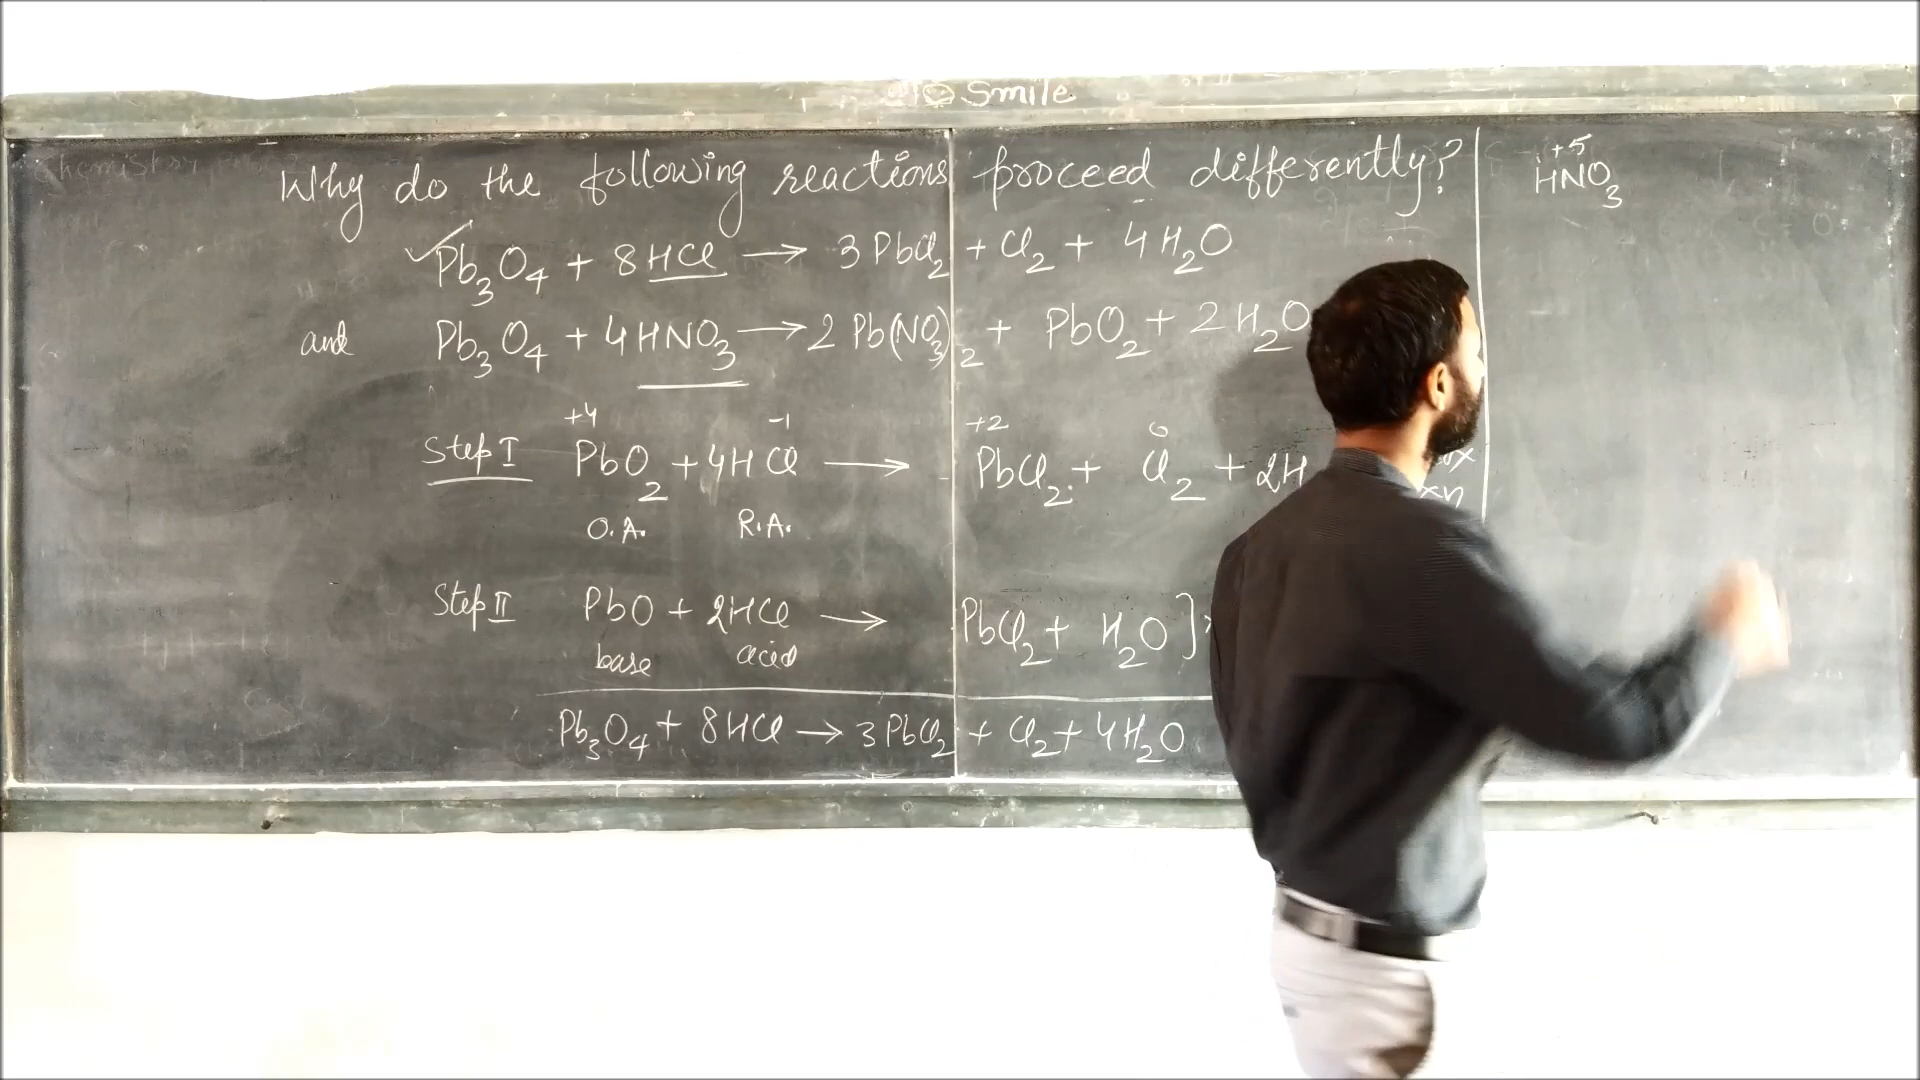 Smile
Why do the following reactions proceed differently?
Pb₃O₄ + 8HCl → 3PbCl₂ + Cl₂ + 4H₂O
and Pb₃O₄ + 4HNO₃ → 2Pb(NO₃)₂ + PbO₂ + 2H₂O
+4 -1 +2 0
Step I PbO₂ + 4HCl → PbCl₂ + Cl₂ + 2H
O.A. R.A.
Step II PbO + 2HCl → PbCl₂ + H₂O]
base acid
Pb₃O₄ + 8HCl → 3PbCl₂ + Cl₂ + 4H₂O
+5
HNO₃